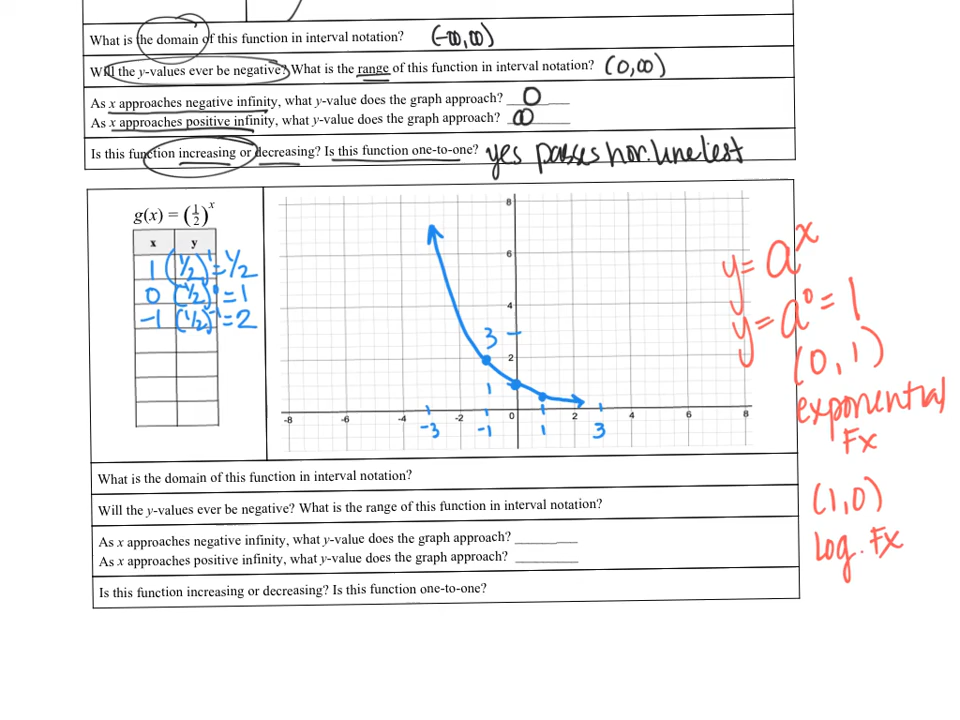 What is the domain of this function in interval notation? (-∞,∞)
Will the y-values ever be negative? What is the range of this function in interval notation? (0,∞)
As x approaches negative infinity, what y-value does the graph approach? 0
As x approaches positive infinity, what y-value does the graph approach? ∞
Is this function increasing or decreasing? Is this function one-to-one? yes passes hor. line test
g(x) = (1/2)^x
x y
1 (1/2)^1 = 1/2
0 (1/2)^0 = 1
-1 (1/2)^-1 = 2
8
6
4
3
2
1
-8 -6 -4 -2 0 2 4 6 8
-3 -1 1 3
y = a^x
y = a^0 = 1
(0, 1)
exponential
Fx
(1,0)
log. Fx
What is the domain of this function in interval notation?
Will the y-values ever be negative? What is the range of this function in interval notation?
As x approaches negative infinity, what y-value does the graph approach?
As x approaches positive infinity, what y-value does the graph approach?
Is this function increasing or decreasing? Is this function one-to-one?